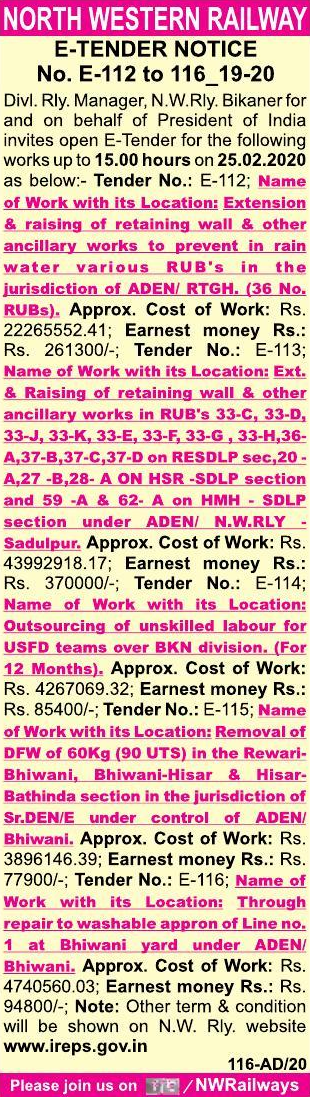 NORTH WESTERN RAILWAY
E-TENDER NOTICE
No. E-112 to 116_19-20
Divl. Rly. Manager, N.W.Rly. Bikaner for
and on behalf of President of India
invites open E-Tender for the following
works up to 15.00 hours on 25.02.2020
as below:- Tender No.: E-112; Name
of Work with its Location: Extension
& raising of retaining wall & other
ancillary works to prevent in rain
water various RUB's in the
jurisdiction of ADEN/ RTGH. (36 No.
RUBs). Approx. Cost of Work: Rs.
22265552.41; Earnest money Rs.:
Rs. 261300/-; Tender No.: E-113;
Name of Work with its Location: Ext.
& Raising of retaining wall & other
ancillary works in RUB's 33-C, 33-D,
33-J, 33-K, 33-E, 33-F, 33-G , 33-H,36-
A,37-B,37-C,37-D on RESDLP sec,20 -
A,27 -B,28- A ON HSR -SDLP section
and 59 -A & 62- A on HMH - SDLP
section under ADEN/ N.W.RLY -
Sadulpur. Approx. Cost of Work: Rs.
43992918.17; Earnest money Rs.:
Rs. 370000/-; Tender No.: E-114;
Name of Work with its Location:
Outsourcing of unskilled labour for
USFD teams over BKN division. (For
12 Months). Approx. Cost of Work:
Rs. 4267069.32; Earnest money Rs.:
Rs. 85400/-; Tender No.: E-115; Name
of Work with its Location: Removal of
DFW of 60Kg (90 UTS) in the Rewari-
Bhiwani, Bhiwani-Hisar & Hisar-
Bathinda section in the jurisdiction of
Sr.DEN/E under control of ADEN/
Bhiwani. Approx. Cost of Work: Rs.
3896146.39; Earnest money Rs.: Rs.
77900/-; Tender No.: E-116; Name of
Work with its Location: Through
repair to washable appron of Line no.
1 at Bhiwani yard under ADEN/
Bhiwani. Approx. Cost of Work: Rs.
4740560.03; Earnest money Rs.: Rs.
94800/-; Note: Other term & condition
will be shown on N.W. Rly. website
www.ireps.gov.in
116-AD/20
Please join us on /NWRailways